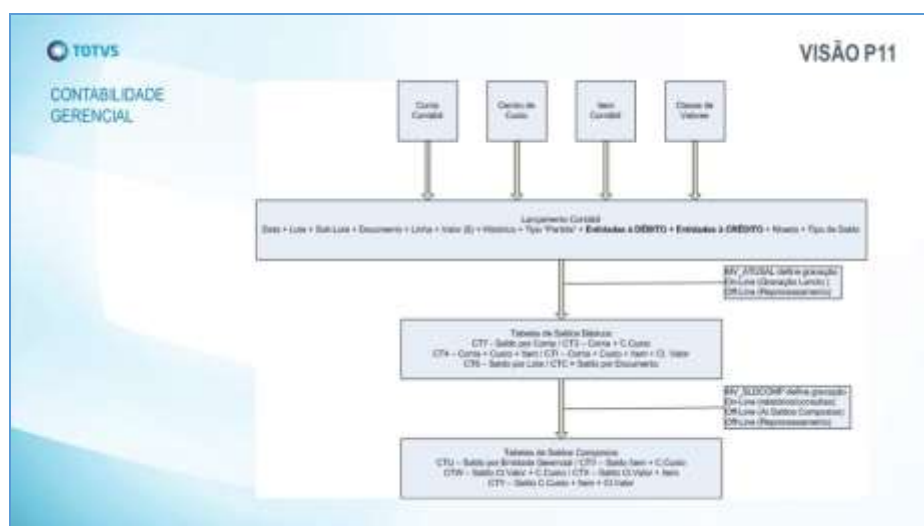 TOTVS
VISÃO P11
CONTABILIDADE
GERENCIAL
Conta
Contábil
Centro de
Custo
Item
Contábil
Classe de
Valores
Lançamento Contábil
Data + Lote + Sub-Lote + Documento + Linha + Valor ($) + Histórico + Tipo "Partida" + Entidades à DÉBITO + Entidades à CRÉDITO + Moeda + Tipo de Saldo
MV_ATUSAL define gravação
On-Line (Gravação Lancto.)
Off-Line (Reprocessamento)
Tabelas de Saldos Básicos
CT7 - Saldo por Conta / CT3 – Conta + C.Custo
CT4 – Conta + Custo + Item / CTI – Conta + Custo + Item + Cl. Valor
CT6 – Saldo por Lote / CTC = Saldo por Documento
MV_SLDCOMP define gravação
On-Line (relatórios/consultas)
Off-Line (At.Saldos Compostos)
Off-Line (Reprocessamento)
Tabelas de Saldos Compostos
CTU – Saldo por Entidade Gerencial / CTV – Saldo Item + C.Custo
CTW – Saldo Cl.Valor + C.Custo / CTX – Saldo Cl.Valor + Item
CTY – Saldo C.Custo + Item + Cl.Valor